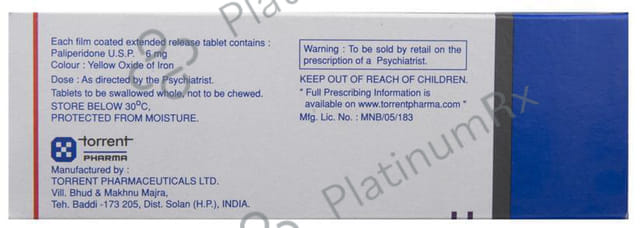 Each film coated extended release tablet contains :
Paliperidone U.S.P. 6 mg
Colour : Yellow Oxide of Iron
Dose : As directed by the Psychiatrist.
Tablets to be swallowed whole, not to be chewed.
STORE BELOW 30°C,
PROTECTED FROM MOISTURE.
torrent
PHARMA
Manufactured by :
TORRENT PHARMACEUTICALS LTD.
Vill. Bhud & Makhnu Majra,
Teh. Baddi -173 205, Dist. Solan (H.P.), INDIA.
Warning : To be sold by retail on the
prescription of a Psychiatrist.
KEEP OUT OF REACH OF CHILDREN.
* Full Prescribing Information is
available on www.torrentpharma.com *
Mfg. Lic. No. : MNB/05/183
PlatinumRx